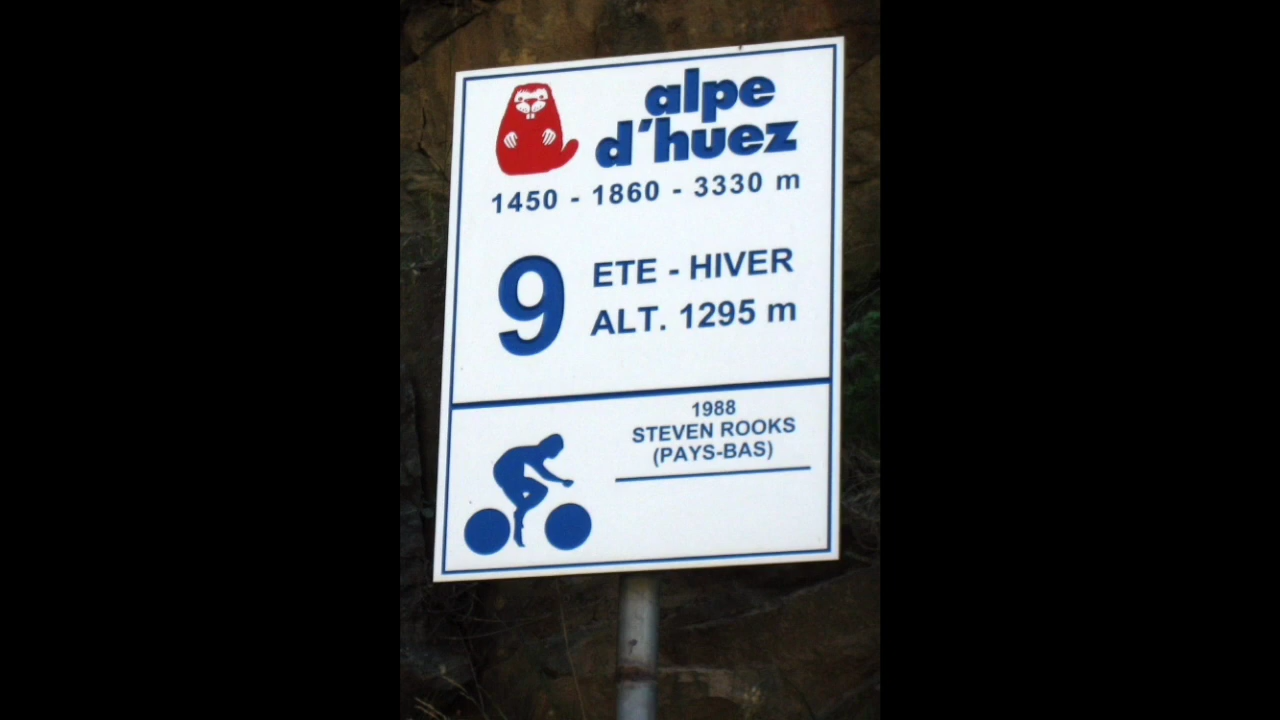 alpe
d'huez
1450 - 1860 - 3330 m
9
ETE - HIVER
ALT. 1295 m
1988
STEVEN ROOKS
(PAYS-BAS)